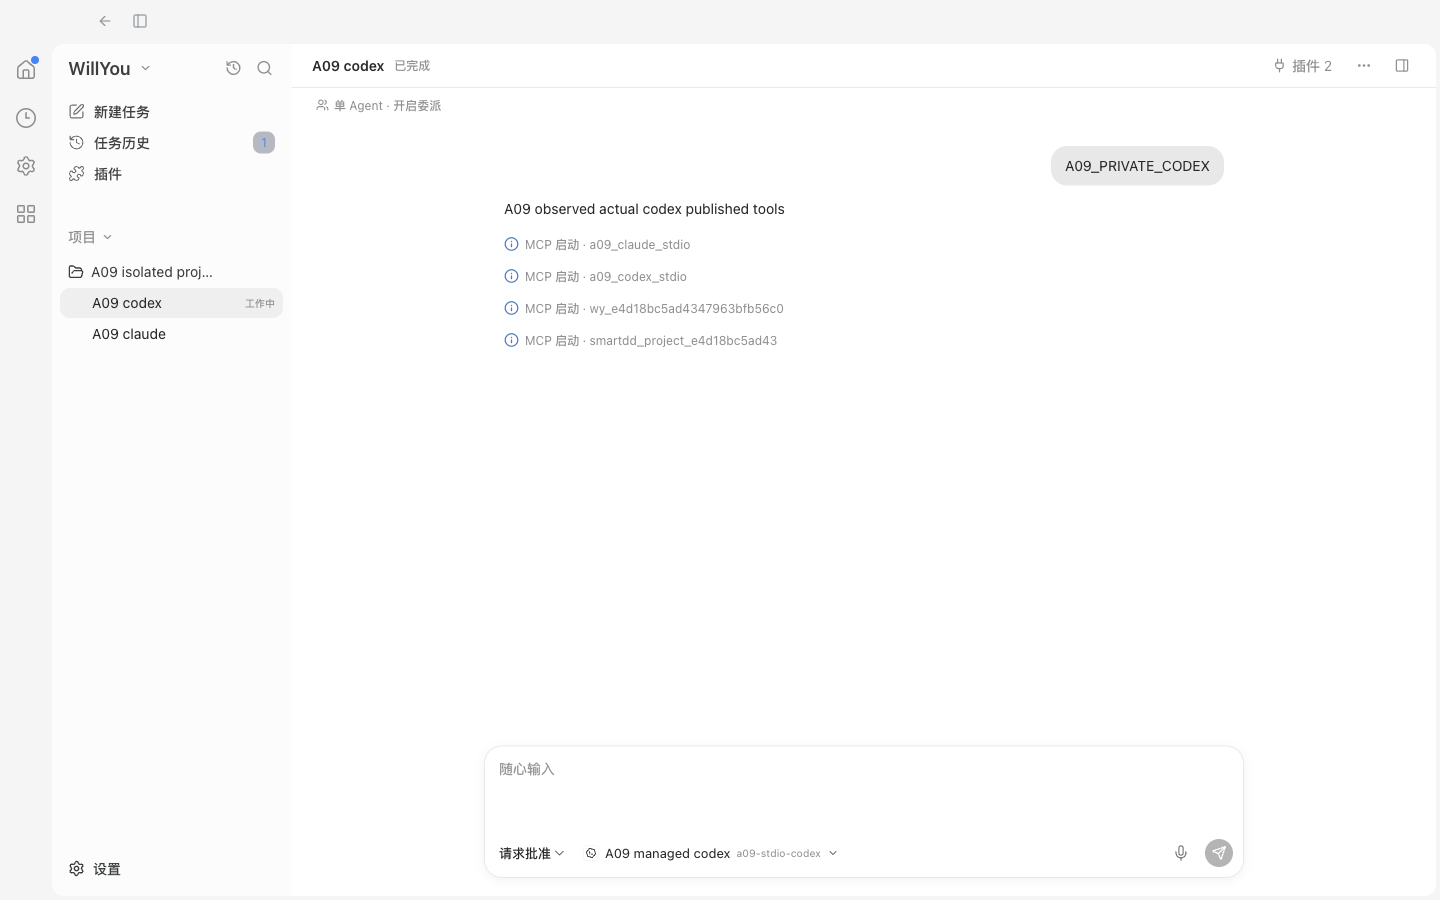 WillYou
新建任务
任务历史 1
插件
项目
A09 isolated proj...
A09 codex 工作中
A09 claude
设置
A09 codex 已完成
插件 2
单 Agent · 开启委派
A09_PRIVATE_CODEX
A09 observed actual codex published tools
MCP 启动 · a09_claude_stdio
MCP 启动 · a09_codex_stdio
MCP 启动 · wy_e4d18bc5ad4347963bfb56c0
MCP 启动 · smartdd_project_e4d18bc5ad43
随心输入
请求批准 A09 managed codex a09-stdio-codex